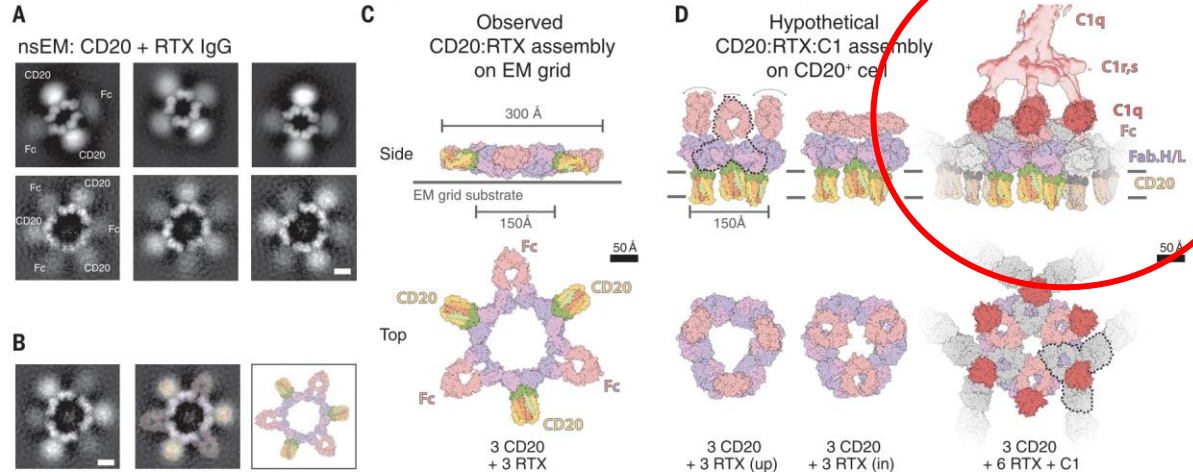 A
nsEM: CD20 + RTX IgG
CD20
Fc
Fc
CD20
CD20
Fc
CD20
Fc
Fc
CD20
B
C
Observed
CD20:RTX assembly
on EM grid
300 Å
Side
EM grid substrate
150Å
50 Å
Fc
CD20
CD20
Top
Fc
Fc
CD20
3 CD20
+ 3 RTX
D
Hypothetical
CD20:RTX:C1 assembly
on CD20⁺ cell
150Å
C1q
C1r,s
C1q
Fc
Fab.H/L
CD20
50 Å
3 CD20
+ 3 RTX (up)
3 CD20
+ 3 RTX (in)
3 CD20
+ 6 RTX + C1